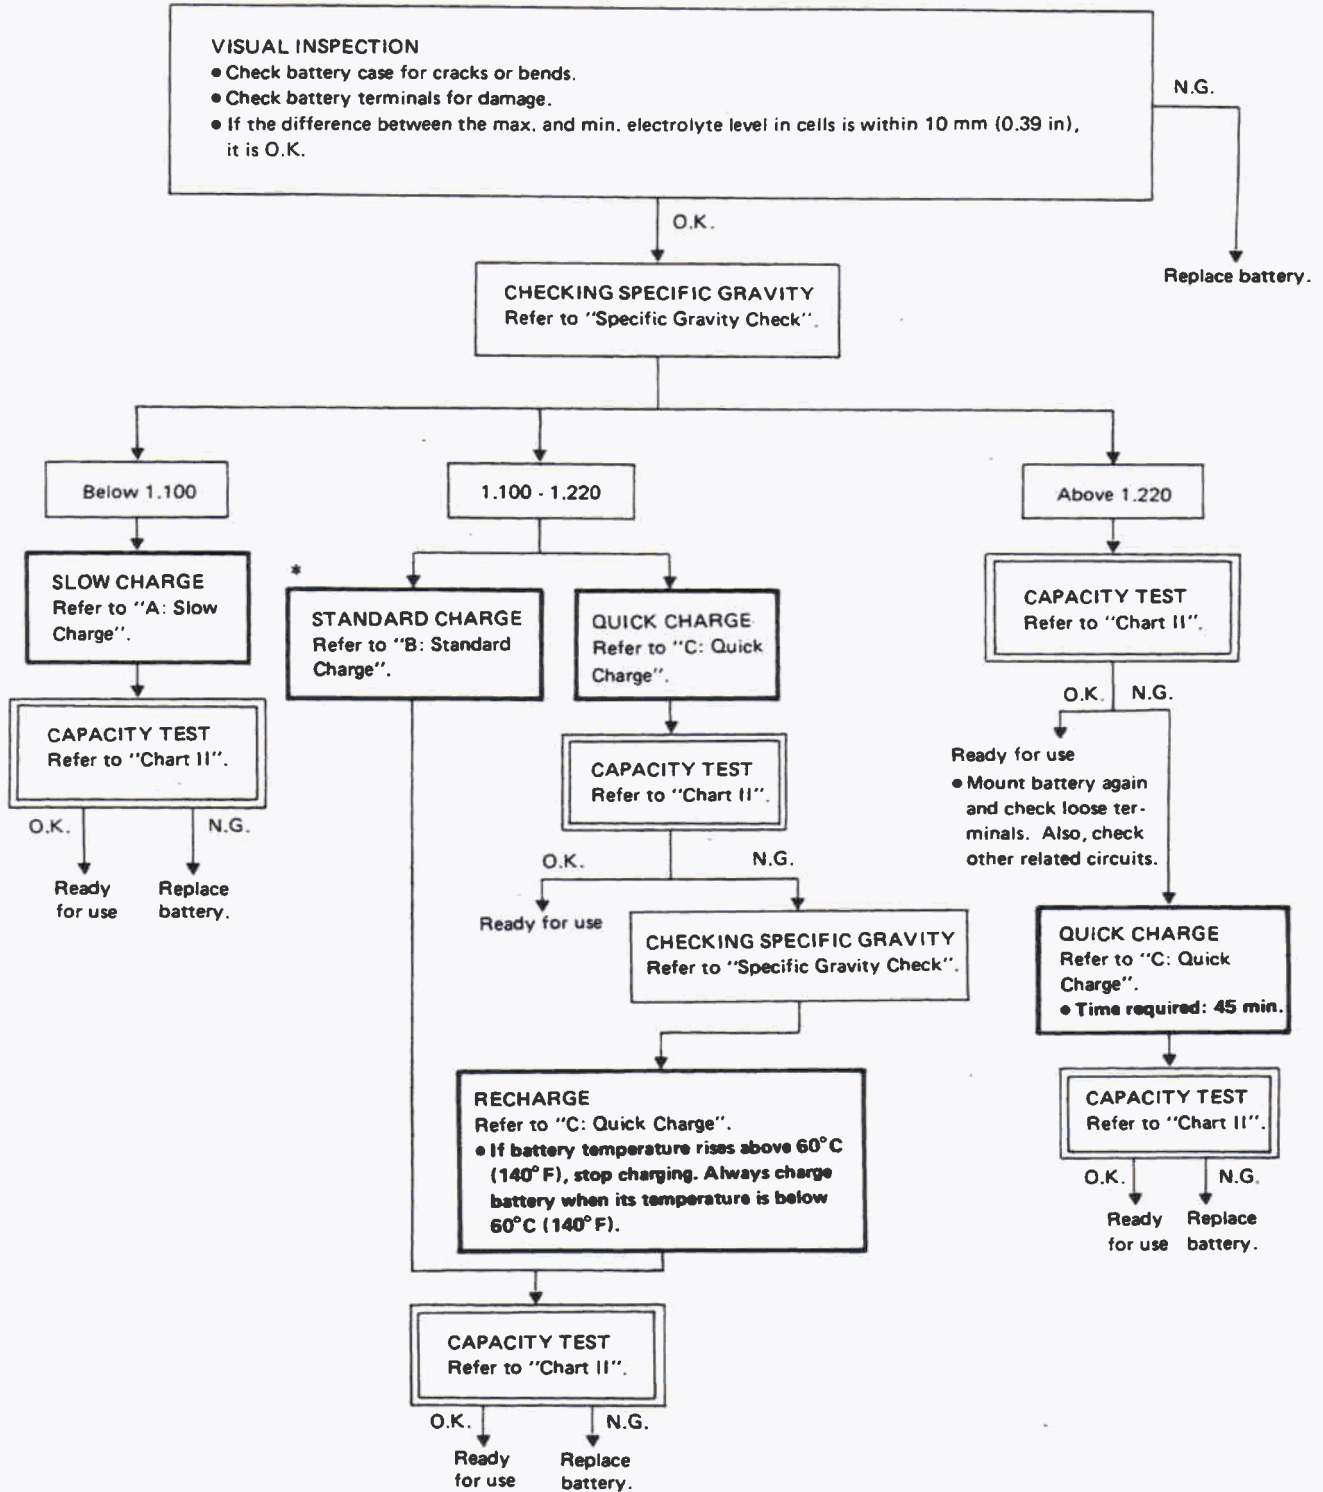 VISUAL INSPECTION
● Check battery case for cracks or bends.
● Check battery terminals for damage.
● If the difference between the max. and min. electrolyte level in cells is within 10 mm (0.39 in),
it is O.K.
N.G.
O.K.
Replace battery.
CHECKING SPECIFIC GRAVITY
Refer to "Specific Gravity Check".
Below 1.100
1.100 - 1.220
Above 1.220
SLOW CHARGE
Refer to "A: Slow
Charge".
*
STANDARD CHARGE
Refer to "B: Standard
Charge".
QUICK CHARGE
Refer to "C: Quick
Charge".
CAPACITY TEST
Refer to "Chart II".
O.K.
N.G.
CAPACITY TEST
Refer to "Chart II".
O.K.
N.G.
Ready
for use
Replace
battery.
CAPACITY TEST
Refer to "Chart II".
O.K.
N.G.
Ready for use
Ready for use
● Mount battery again
and check loose ter-
minals. Also, check
other related circuits.
CHECKING SPECIFIC GRAVITY
Refer to "Specific Gravity Check".
QUICK CHARGE
Refer to "C: Quick
Charge".
● Time required: 45 min.
RECHARGE
Refer to "C: Quick Charge".
● If battery temperature rises above 60°C
(140°F), stop charging. Always charge
battery when its temperature is below
60°C (140°F).
CAPACITY TEST
Refer to "Chart II".
O.K.
N.G.
Ready
for use
Replace
battery.
CAPACITY TEST
Refer to "Chart II".
O.K.
N.G.
Ready
for use
Replace
battery.